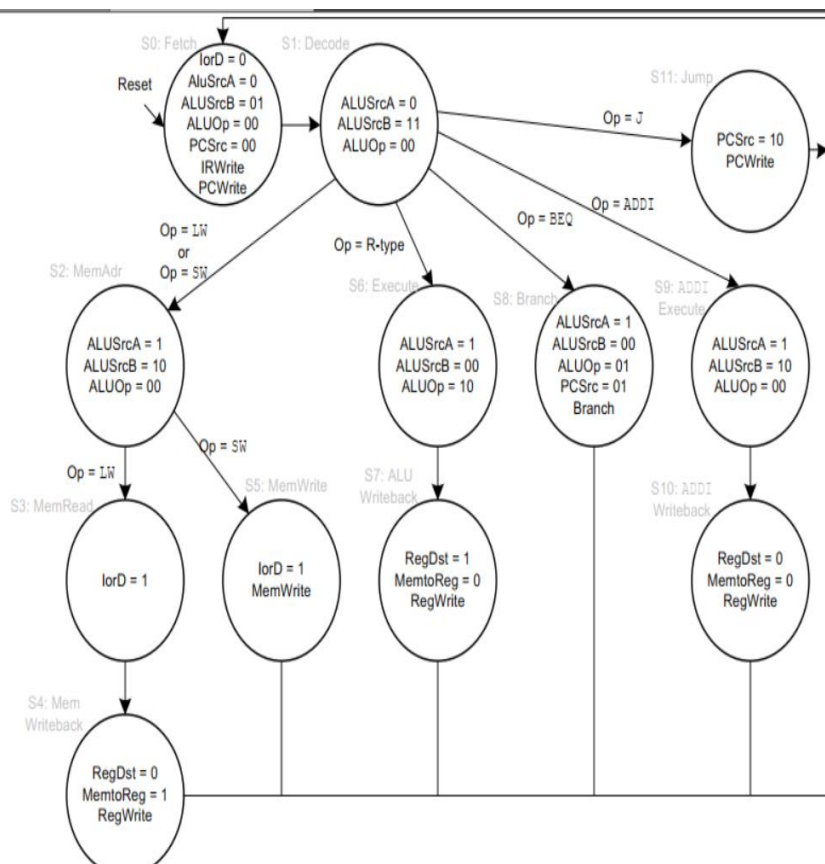 S0: Fetch
S1: Decode
Reset
IorD = 0
AluSrcA = 0
ALUSrcB = 01
ALUOp = 00
PCSrc = 00
IRWrite
PCWrite
ALUSrcA = 0
ALUSrcB = 11
ALUOp = 00
S11: Jump
Op = J
PCSrc = 10
PCWrite
Op = LW
or
Op = SW
Op = R-type
Op = BEQ
Op = ADDI
S2: MemAdr
S6: Execute
S8: Branch
S9: ADDI
Execute
ALUSrcA = 1
ALUSrcB = 10
ALUOp = 00
ALUSrcA = 1
ALUSrcB = 00
ALUOp = 10
ALUSrcA = 1
ALUSrcB = 00
ALUOp = 01
PCSrc = 01
Branch
ALUSrcA = 1
ALUSrcB = 10
ALUOp = 00
Op = LW
Op = SW
S3: MemRead
S5: MemWrite
S7: ALU
Writeback
S10: ADDI
Writeback
IorD = 1
IorD = 1
MemWrite
RegDst = 1
MemtoReg = 0
RegWrite
RegDst = 0
MemtoReg = 0
RegWrite
S4: Mem
Writeback
RegDst = 0
MemtoReg = 1
RegWrite